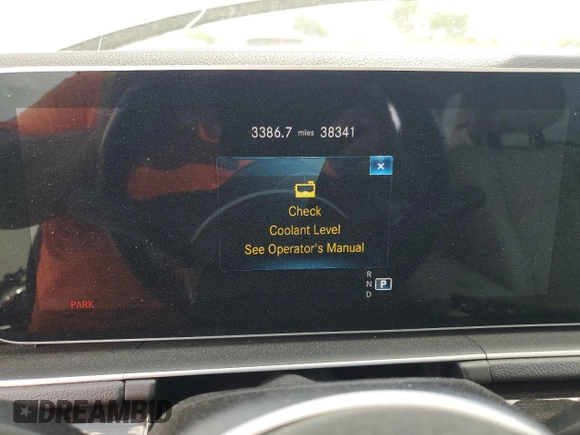 3386.7 miles 38341
×
Check
Coolant Level
See Operator's Manual
R
N P
D
PARK
DREAMBID